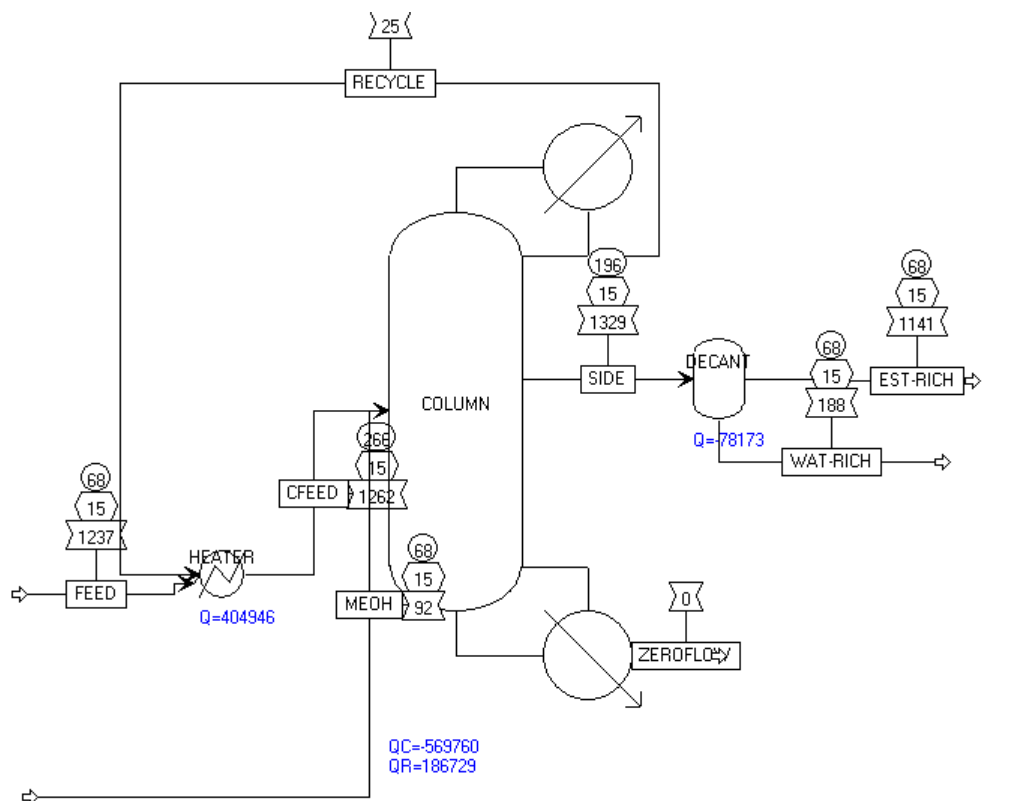 25
RECYCLE
196
15
1329
68
15
1141
DECANT
68
15
188
SIDE
EST-RICH
COLUMN
Q=-78173
WAT-RICH
268
15
CFEED
1262
68
15
1237
HEATER
FEED
Q=404946
68
15
MEOH
92
0
ZEROFLOW
QC=-569760
QR=186729